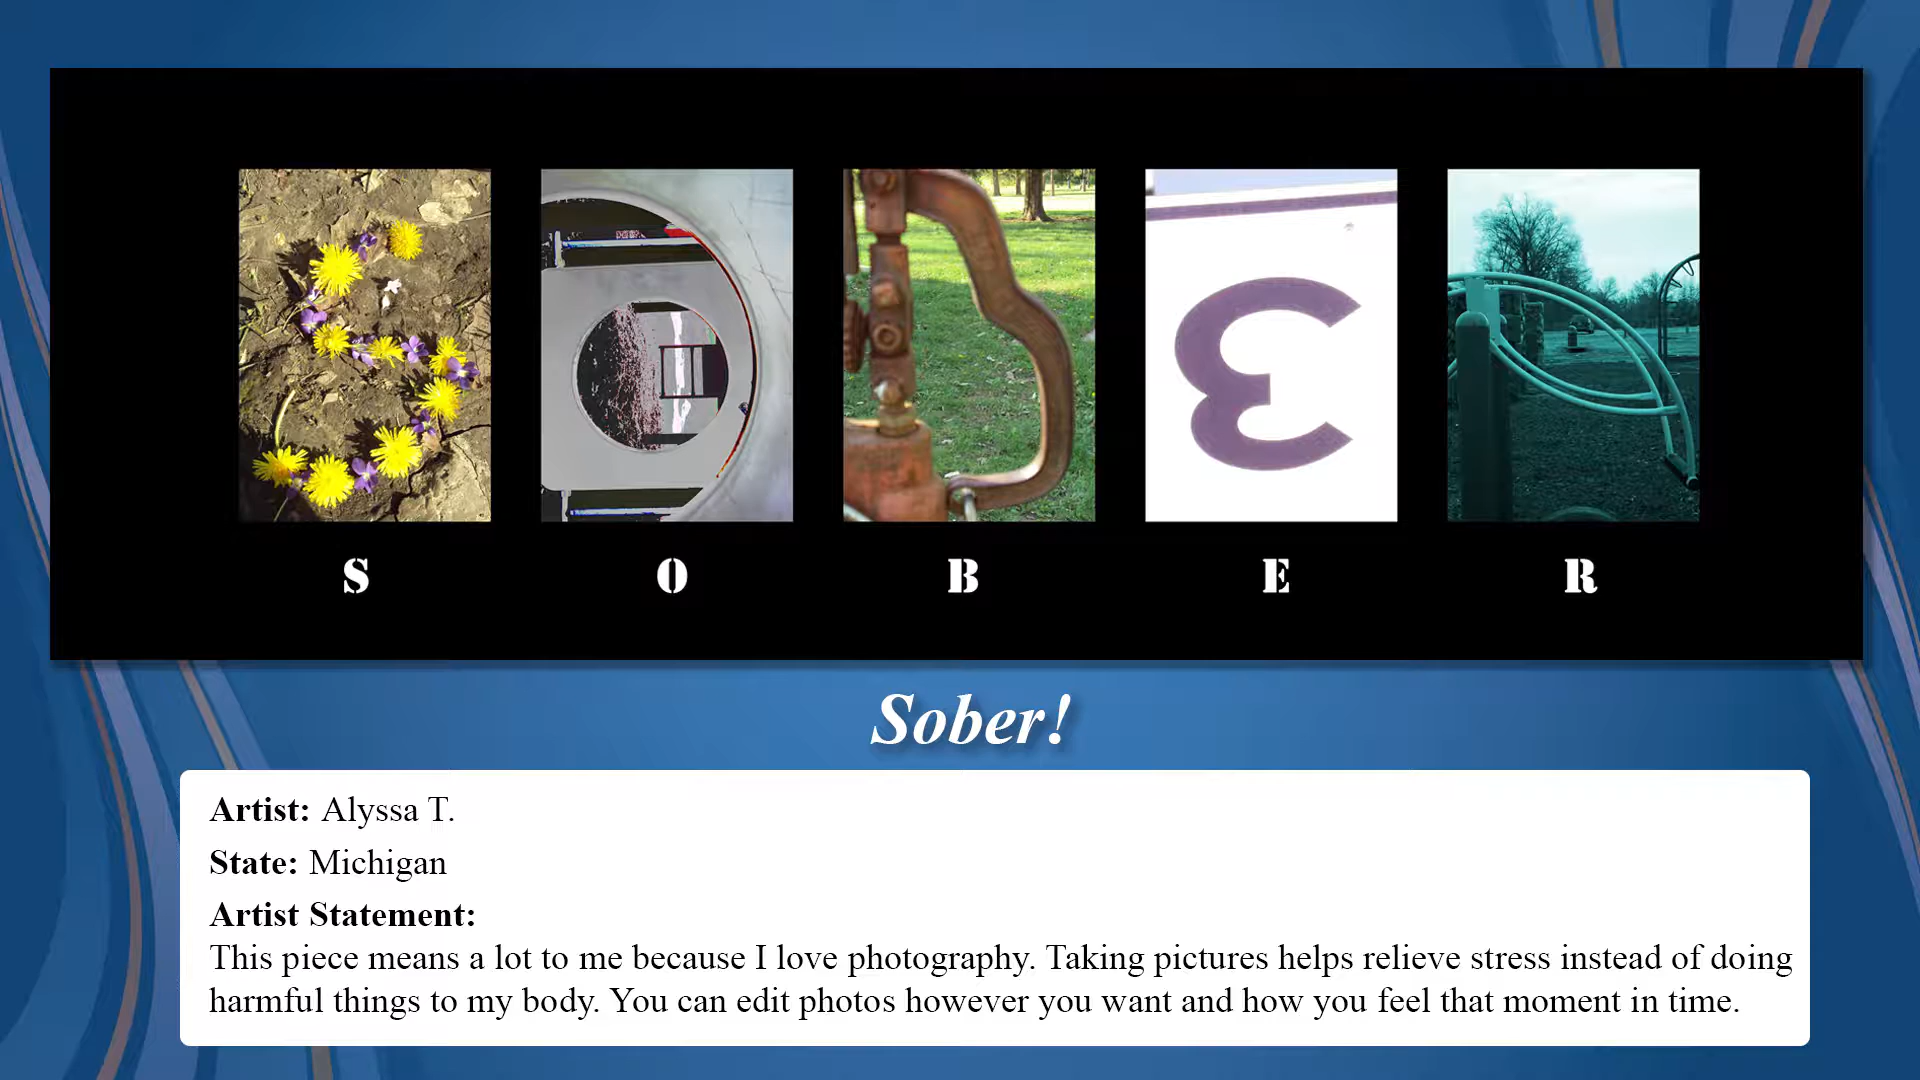 S O B E R
Sober!
Artist: Alyssa T.
State: Michigan
Artist Statement:
This piece means a lot to me because I love photography. Taking pictures helps relieve stress instead of doing
harmful things to my body. You can edit photos however you want and how you feel that moment in time.